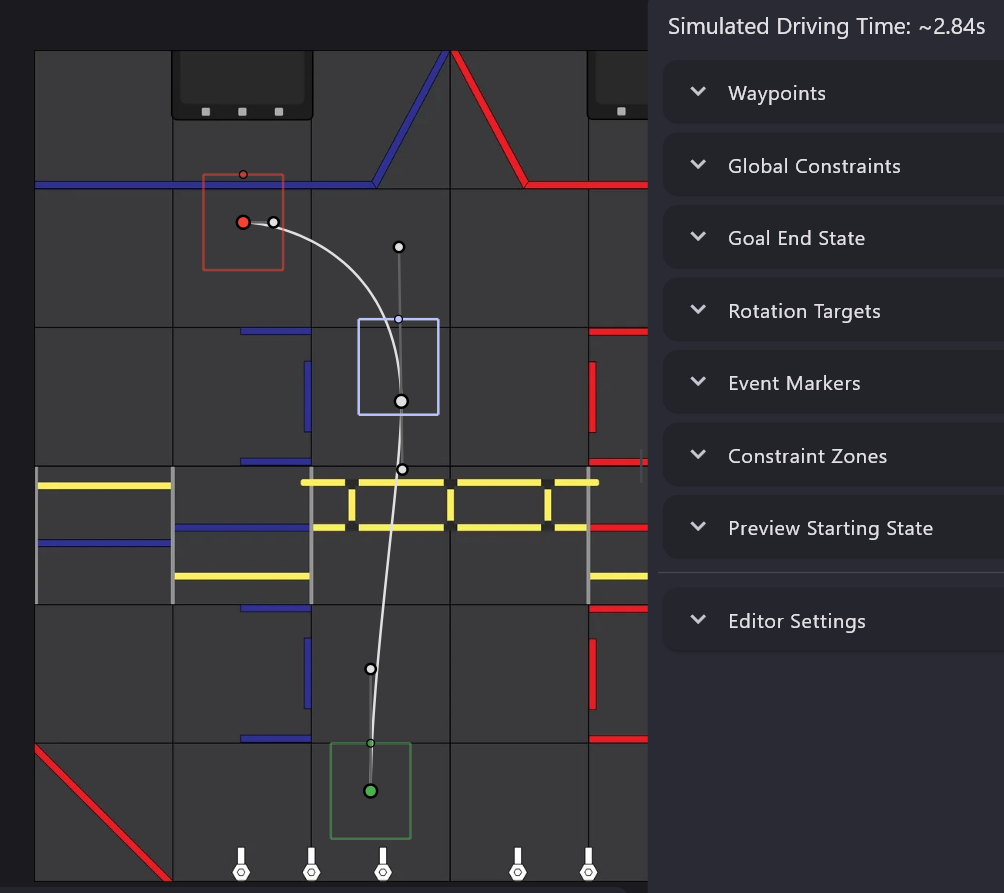 Simulated Driving Time: ~2.84s
Waypoints
Global Constraints
Goal End State
Rotation Targets
Event Markers
Constraint Zones
Preview Starting State
Editor Settings